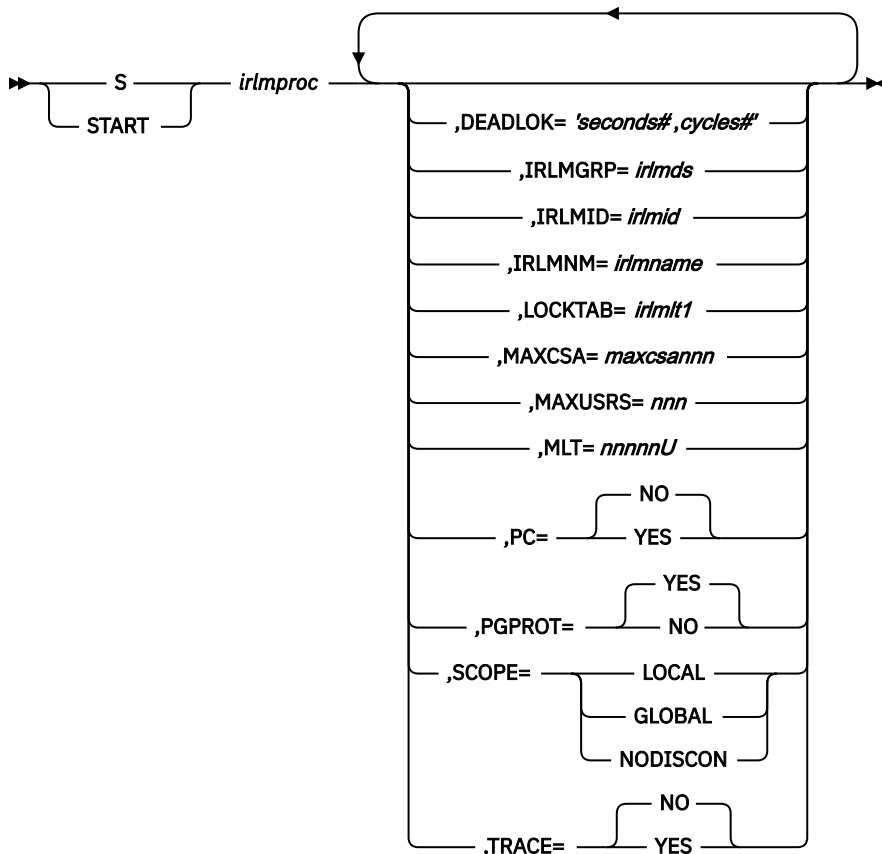 S
START
irlmproc
,DEADLOK= 'seconds# ,cycles#'
,IRLMGRP= irlmds
,IRLMID= irlmid
,IRLMNM= irlmname
,LOCKTAB= irlmlt1
,MAXCSA= maxcsannn
,MAXUSRS= nnn
,MLT= nnnnnU
NO
,PC= YES
YES
,PGPROT= NO
,SCOPE= LOCAL
GLOBAL
NODISCON
NO
,TRACE= YES